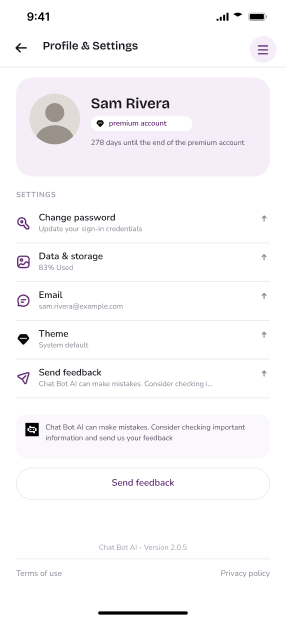 9:41
Profile & Settings
Sam Rivera
premium account
278 days until the end of the premium account
SETTINGS
Change password
Update your sign-in credentials
Data & storage
83% Used
Email
sam.rivera@example.com
Theme
System default
Send feedback
Chat Bot AI can make mistakes. Consider checking i...
Chat Bot AI can make mistakes. Consider checking important
information and send us your feedback
Send feedback
Chat Bot AI - Version 2.0.5
Terms of use
Privacy policy